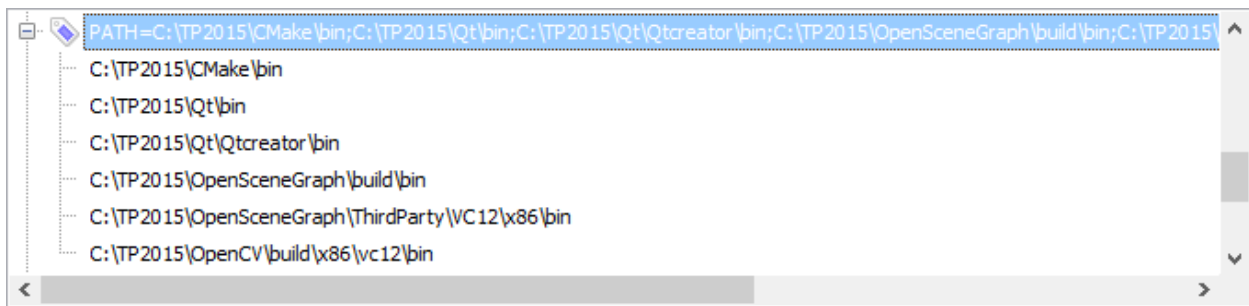 PATH=C:\TP2015\CMake\bin;C:\TP2015\Qt\bin;C:\TP2015\Qt\Qtcreator\bin;C:\TP2015\OpenSceneGraph\build\bin;C:\TP2015\
C:\TP2015\CMake\bin
C:\TP2015\Qt\bin
C:\TP2015\Qt\Qtcreator\bin
C:\TP2015\OpenSceneGraph\build\bin
C:\TP2015\OpenSceneGraph\ThirdParty\VC12\x86\bin
C:\TP2015\OpenCV\build\x86\vc12\bin